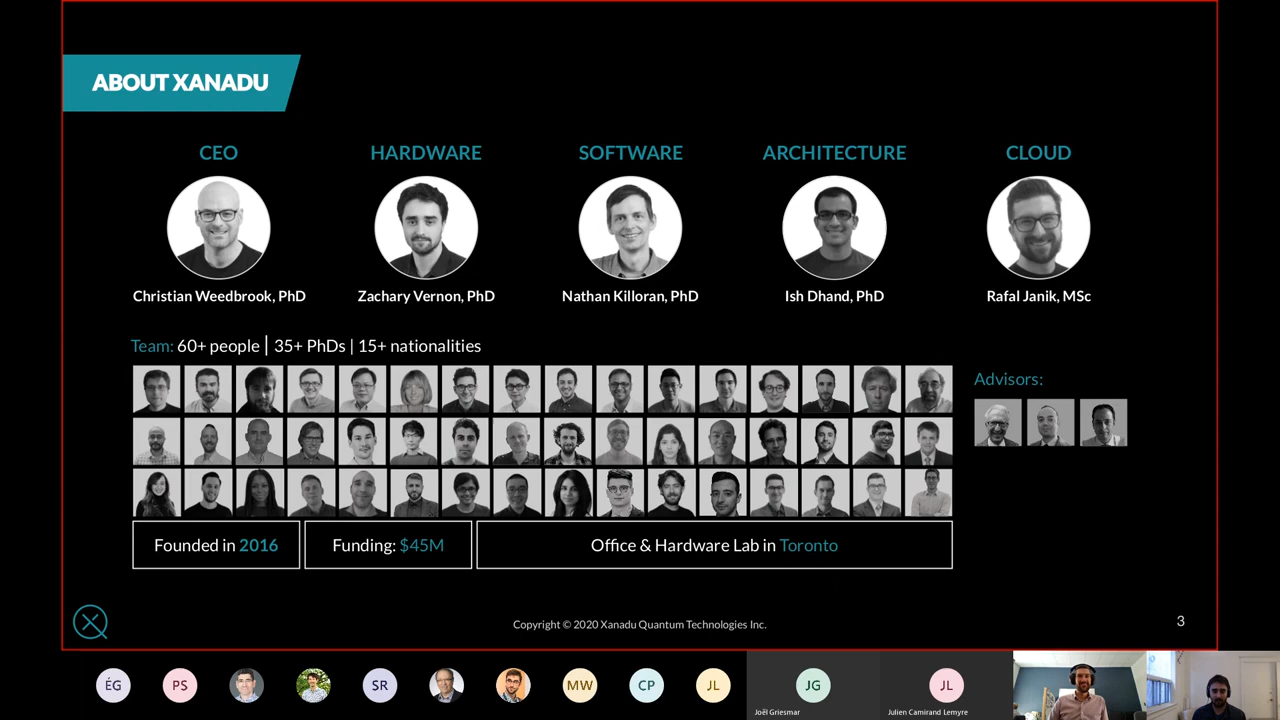 ABOUT XANADU
CEO
HARDWARE
SOFTWARE
ARCHITECTURE
CLOUD
Christian Weedbrook, PhD
Zachary Vernon, PhD
Nathan Killoran, PhD
Ish Dhand, PhD
Rafal Janik, MSc
Team: 60+ people | 35+ PhDs | 15+ nationalities
Advisors:
Founded in 2016
Funding: $45M
Office & Hardware Lab in Toronto
Copyright © 2020 Xanadu Quantum Technologies Inc.
3
ÉG
PS
SR
MW
CP
JL
JG
JL
Joël Griesmar
Julien Camirand Lemyre